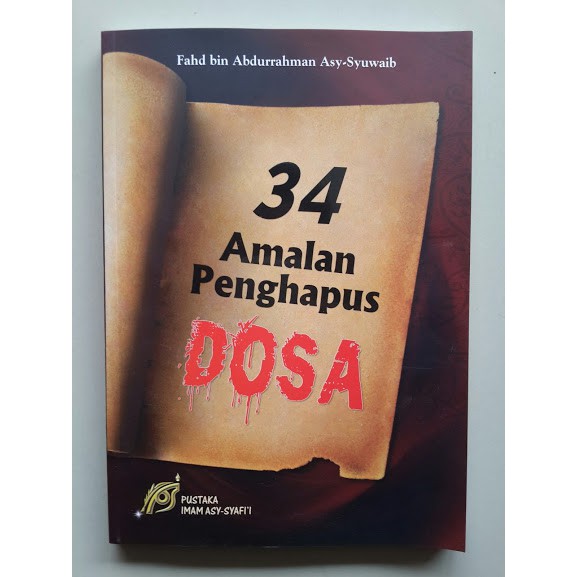 Fahd bin Abdurrahman Asy-Syuwaib
34
Amalan
Penghapus
DOSA
PUSTAKA
IMAM ASY-SYAFI'I